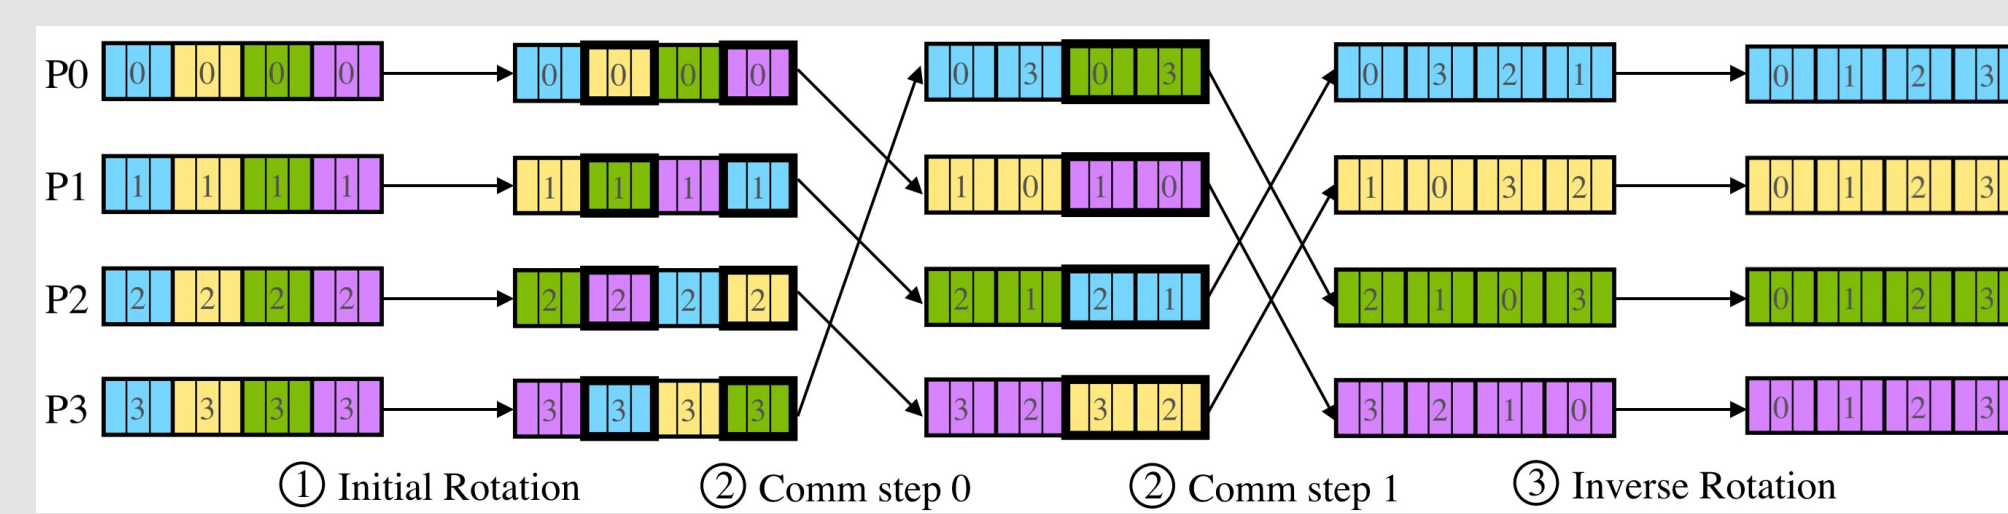 P0 0 0 0 0 0 0 0 0 0 3 0 3 0 3 2 1 0 1 2 3
P1 1 1 1 1 1 1 1 1 1 0 1 0 1 0 3 2 0 1 2 3
P2 2 2 2 2 2 2 2 2 2 1 2 1 2 1 0 3 0 1 2 3
P3 3 3 3 3 3 3 3 3 3 2 3 2 3 2 1 0 0 1 2 3
① Initial Rotation ② Comm step 0 ② Comm step 1 ③ Inverse Rotation